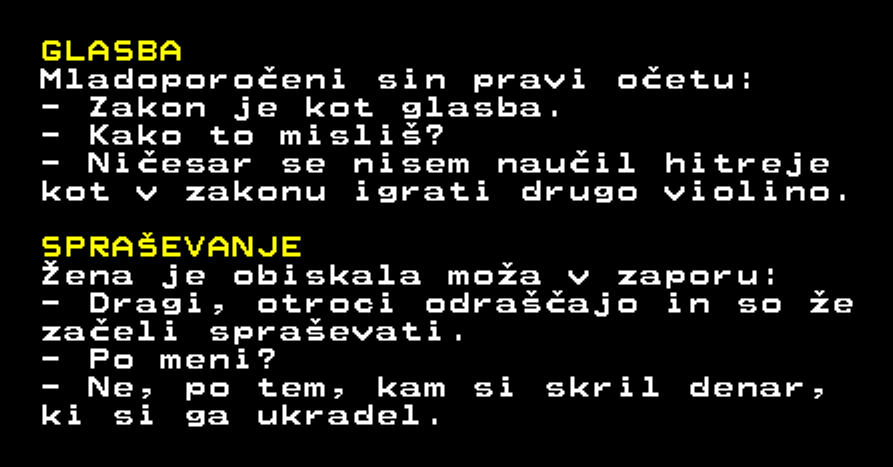 GLASBA
Mladoporočeni sin pravi očetu:
- Zakon je kot glasba.
- Kako to misliš?
- Ničesar se nisem naučil hitreje
kot v zakonu igrati drugo violino.
SPRAŠEVANJE
Žena je obiskala moža v zaporu:
- Dragi, otroci odraščajo in so že
začeli spraševati.
- Po meni?
- Ne, po tem, kam si skril denar,
ki si ga ukradel.